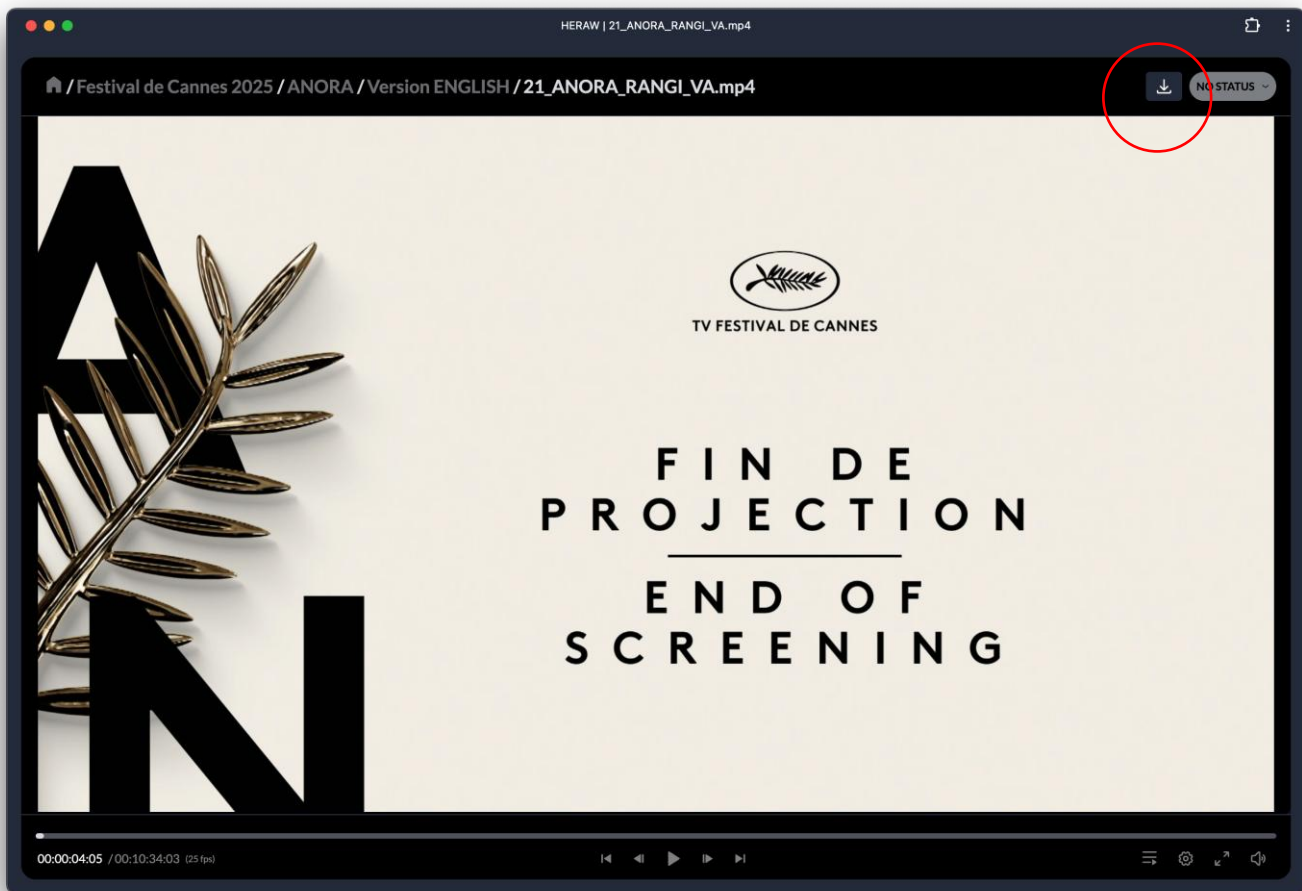 HERAW | 21_ANORA_RANGI_VA.mp4
/ Festival de Cannes 2025 / ANORA / Version ENGLISH / 21_ANORA_RANGI_VA.mp4
NO STATUS
A
TV FESTIVAL DE CANNES
FIN DE
PROJECTION
END OF
SCREENING
N
00:00:04:05 / 00:10:34:03 (25 fps)